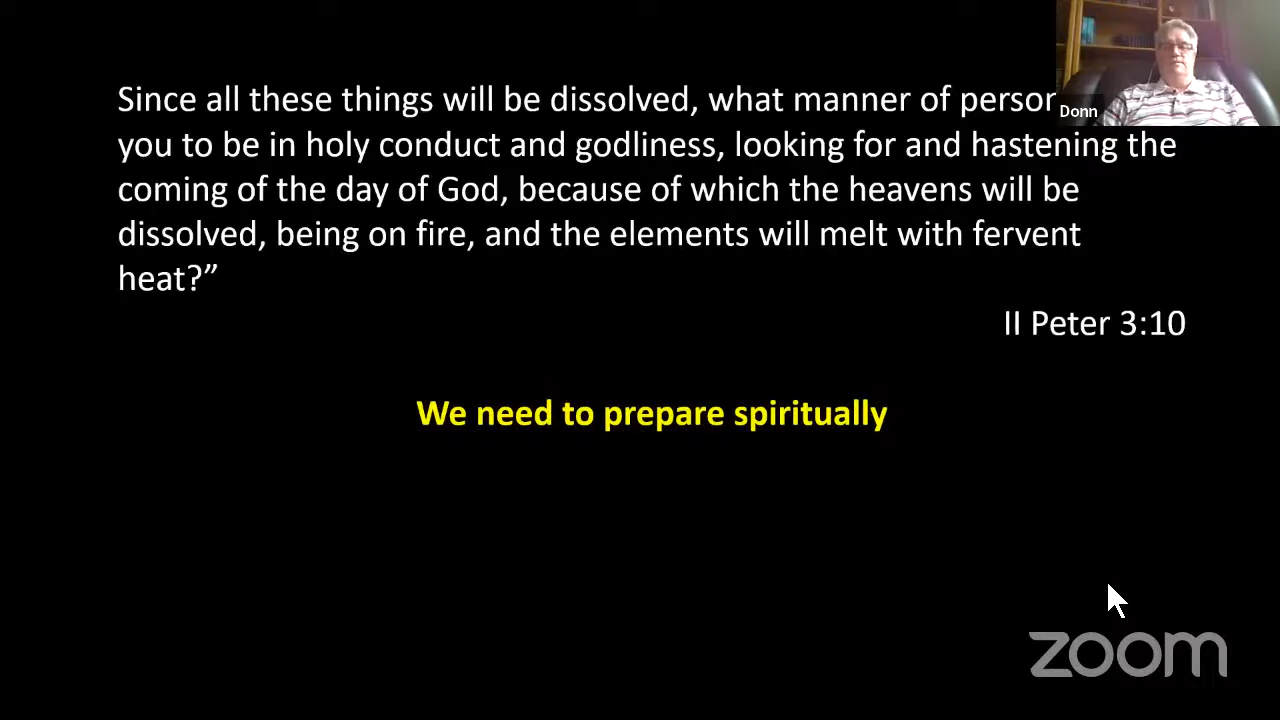 Since all these things will be dissolved, what manner of
you to be in holy conduct and godliness, looking for and hastening the
coming of the day of God, because of which the heavens will be
dissolved, being on fire, and the elements will melt with fervent
heat?”
II Peter 3:10
We need to prepare spiritually
Donn
zoom